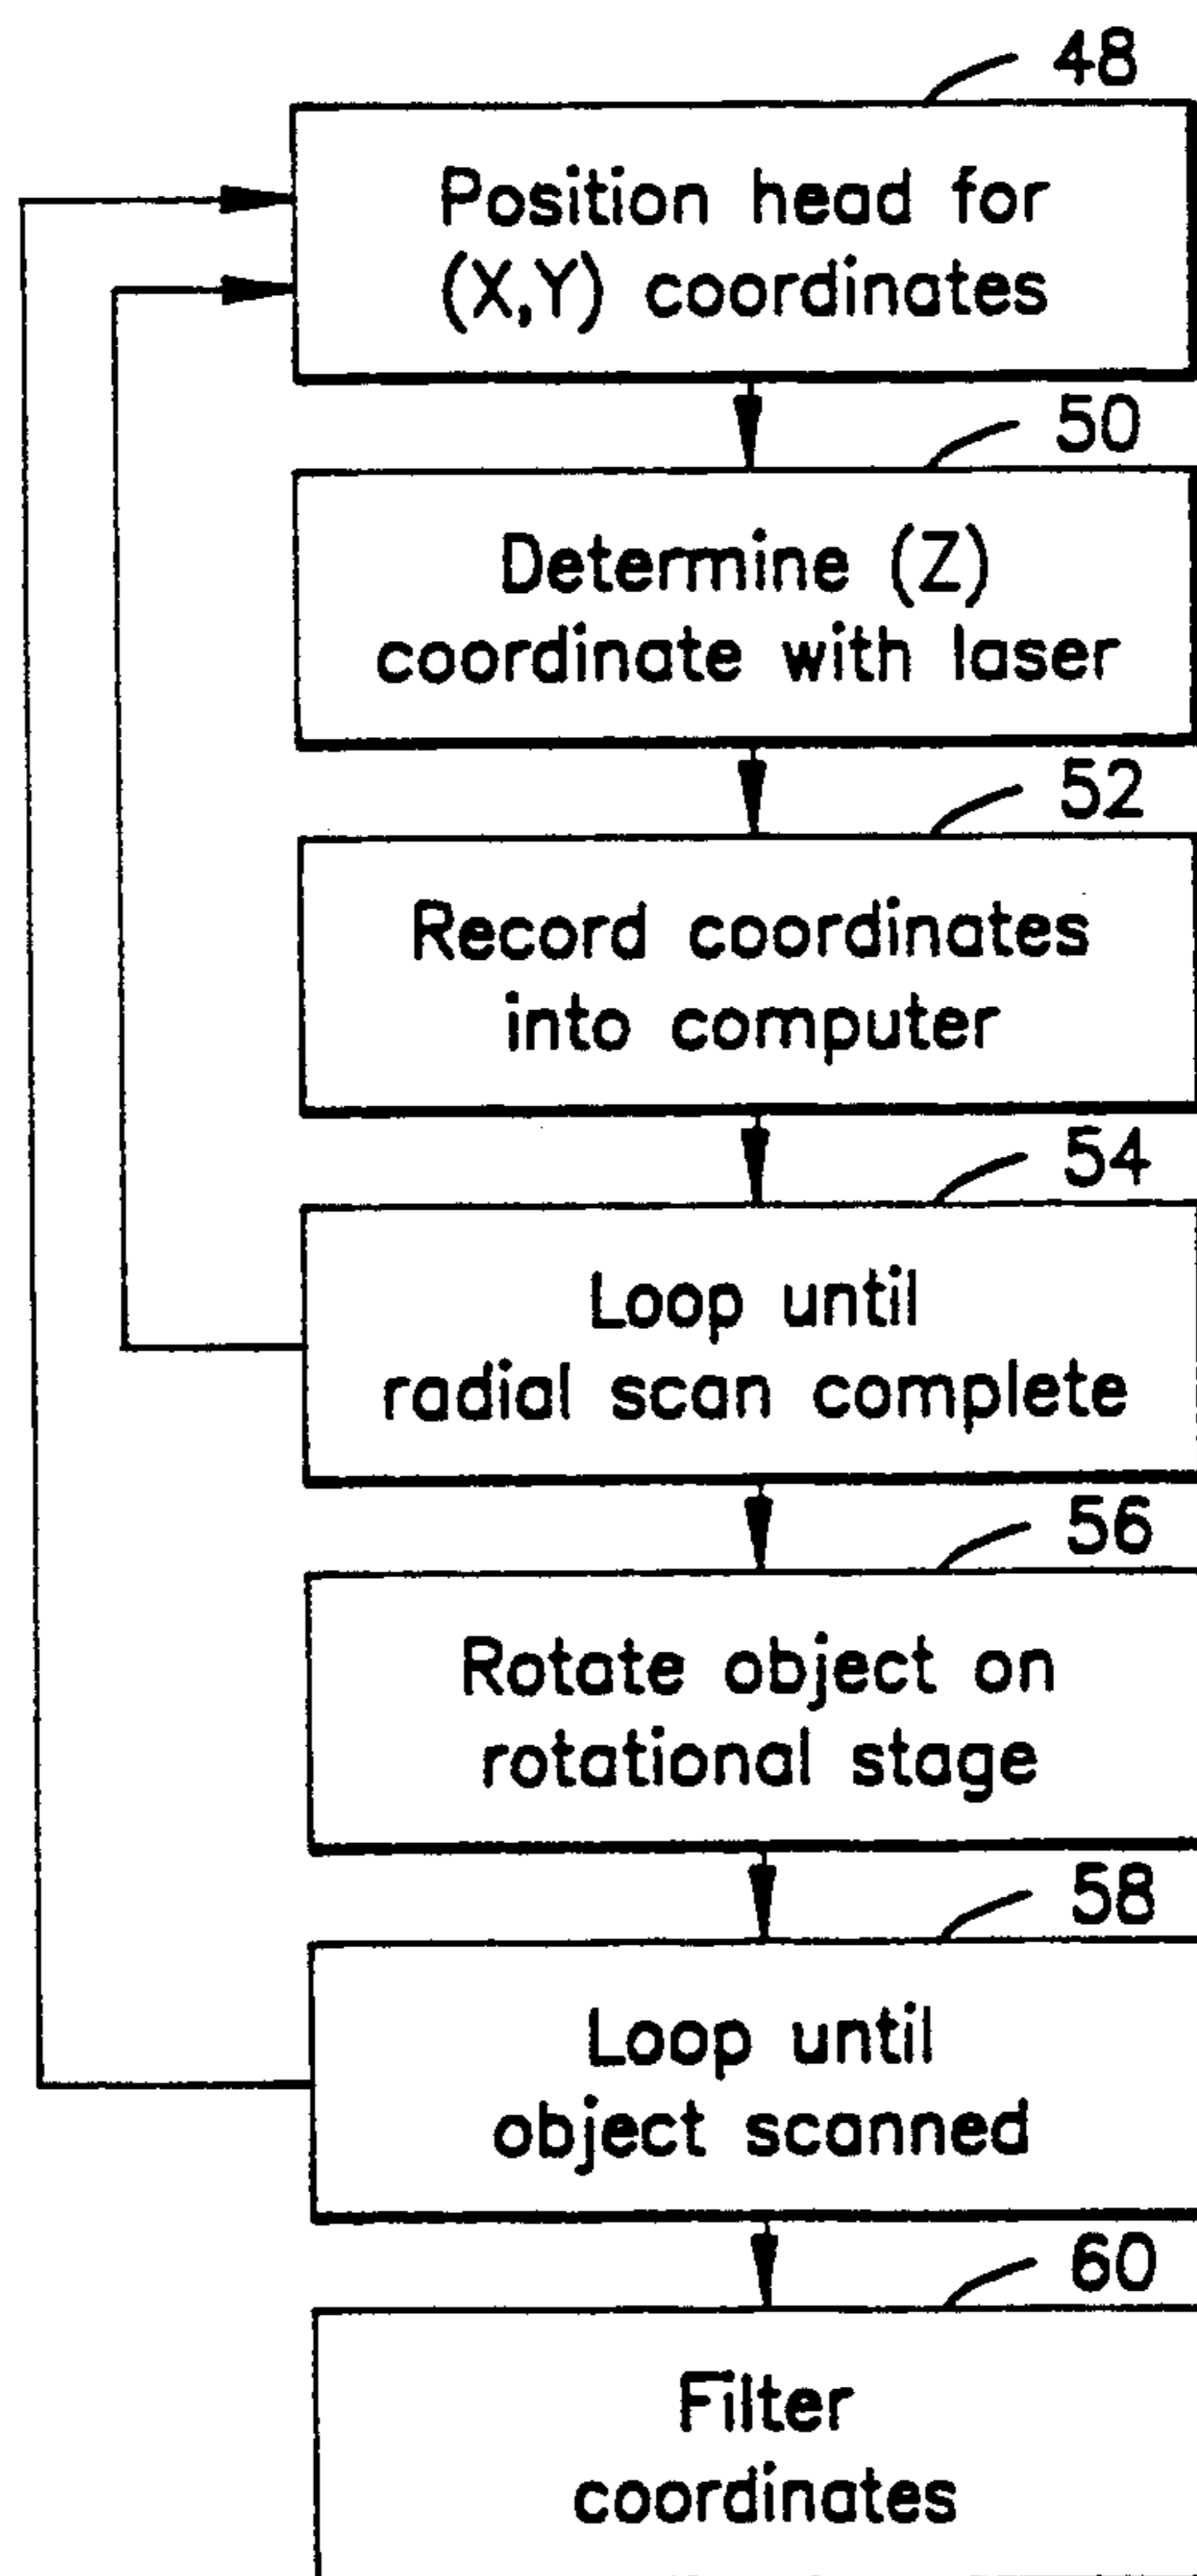 48
Position head for
(X,Y) coordinates
50
Determine (Z)
coordinate with laser
52
Record coordinates
into computer
54
Loop until
radial scan complete
56
Rotate object on
rotational stage
58
Loop until
object scanned
60
Filter
coordinates